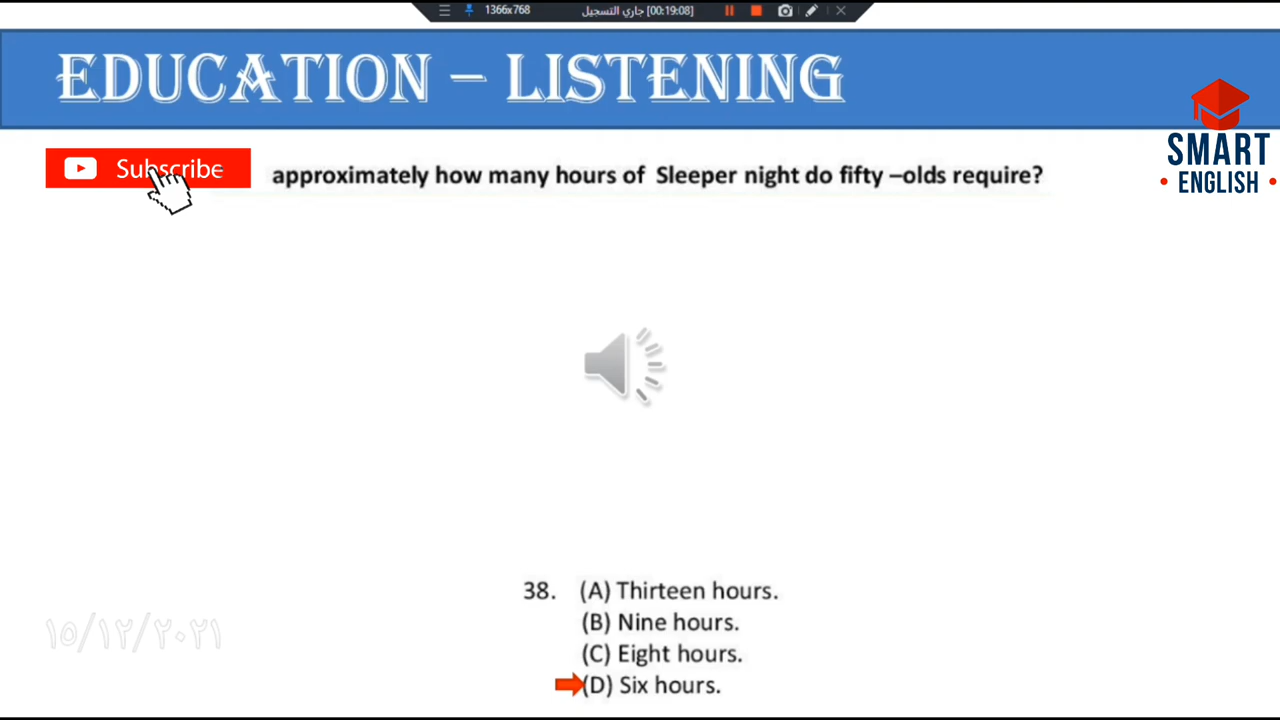 1366x768 جاري التسجيل [00:19:08]
EDUCATION – LISTENING
SMART
• ENGLISH •
Subscribe
approximately how many hours of Sleeper night do fifty –olds require?
38. (A) Thirteen hours.
(B) Nine hours.
(C) Eight hours.
(D) Six hours.
١٥/١٢/٢٠٢١